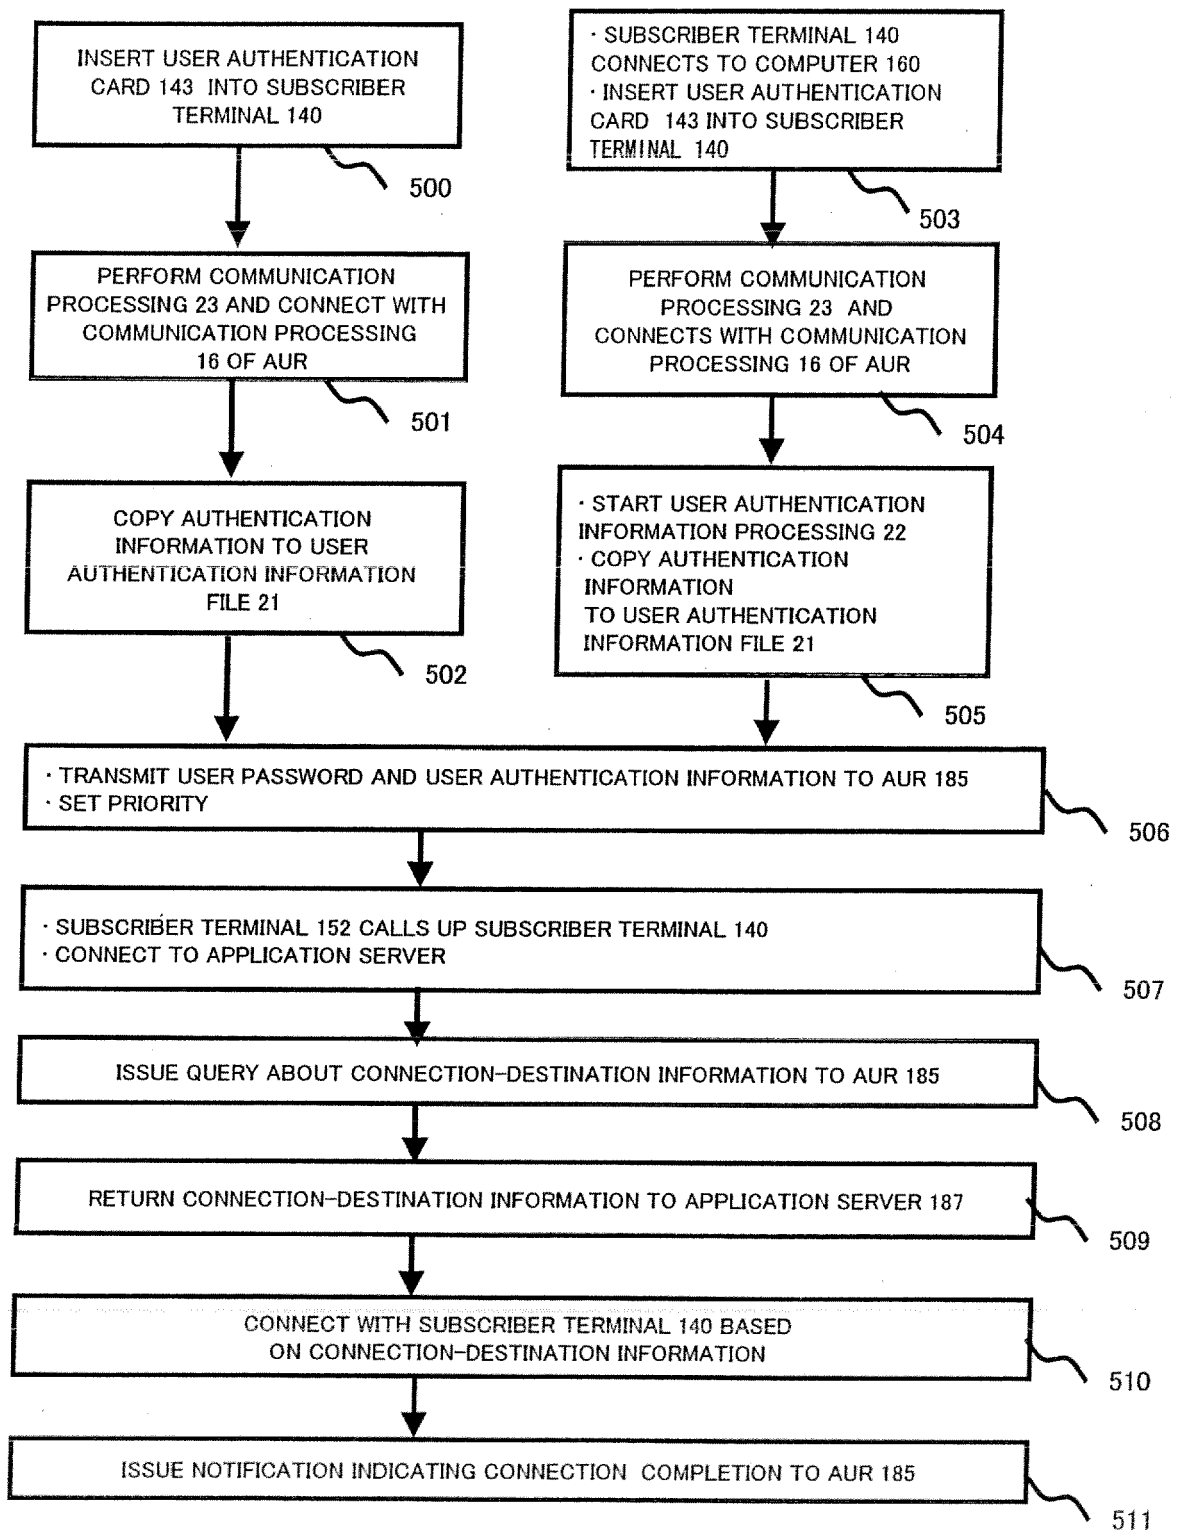 INSERT USER AUTHENTICATION
CARD 143 INTO SUBSCRIBER
TERMINAL 140
500
· SUBSCRIBER TERMINAL 140
CONNECTS TO COMPUTER 160
· INSERT USER AUTHENTICATION
CARD 143 INTO SUBSCRIBER
TERMINAL 140
503
PERFORM COMMUNICATION
PROCESSING 23 AND CONNECT WITH
COMMUNICATION PROCESSING
16 OF AUR
501
PERFORM COMMUNICATION
PROCESSING 23 AND
CONNECTS WITH COMMUNICATION
PROCESSING 16 OF AUR
504
COPY AUTHENTICATION
INFORMATION TO USER
AUTHENTICATION INFORMATION
FILE 21
502
· START USER AUTHENTICATION
INFORMATION PROCESSING 22
· COPY AUTHENTICATION
INFORMATION
TO USER AUTHENTICATION
INFORMATION FILE 21
505
· TRANSMIT USER PASSWORD AND USER AUTHENTICATION INFORMATION TO AUR 185
· SET PRIORITY
506
· SUBSCRIBER TERMINAL 152 CALLS UP SUBSCRIBER TERMINAL 140
· CONNECT TO APPLICATION SERVER
507
ISSUE QUERY ABOUT CONNECTION-DESTINATION INFORMATION TO AUR 185
508
RETURN CONNECTION-DESTINATION INFORMATION TO APPLICATION SERVER 187
509
CONNECT WITH SUBSCRIBER TERMINAL 140 BASED
ON CONNECTION-DESTINATION INFORMATION
510
ISSUE NOTIFICATION INDICATING CONNECTION COMPLETION TO AUR 185
511